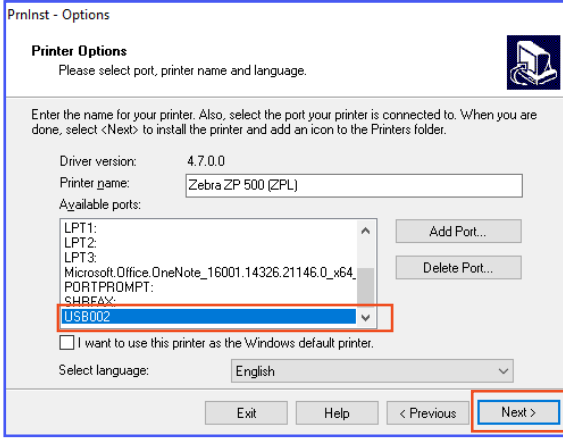 PrnInst - Options
Printer Options
Please select port, printer name and language.
Enter the name for your printer. Also, select the port your printer is connected to. When you are
done, select <Next> to install the printer and add an icon to the Printers folder.
Driver version:
4.7.0.0
Printer name:
Zebra ZP 500 (ZPL)
Available ports:
LPT1:
LPT2:
LPT3:
Microsoft.Office.OneNote_16001.14326.21146.0_x64_
PORTPROMPT:
SHRFAX:
USB002
Add Port...
Delete Port...
I want to use this printer as the Windows default printer.
Select language:
English
Exit
Help
< Previous
Next >